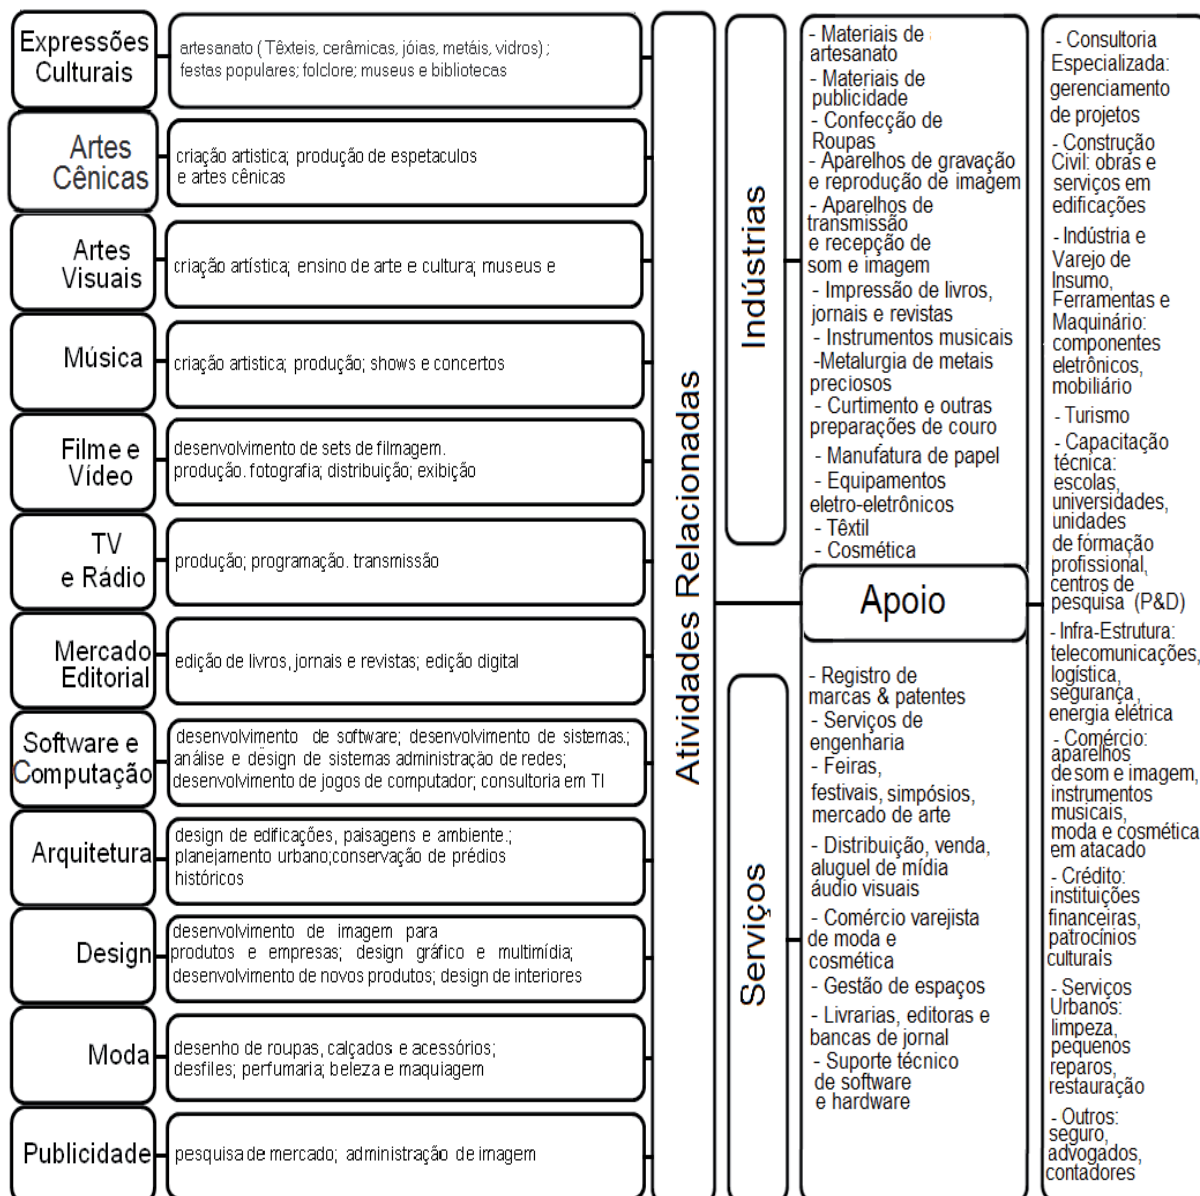 Expressões
Culturais
artesanato ( Têxteis, cerâmicas, jóias, metáis, vidros) ;
festas populares; folclore; museus e bibliotecas
Artes
Cênicas
criação artistica; produção de espetaculos
e artes cênicas
Artes
Visuais
criação artística; ensino de arte e cultura; museus e
Música
criação artistica; produção; shows e concertos
Filme e
Vídeo
desenvolvimento de sets de filmagem.
produção. fotografia; distribuição; exibição
TV
e Rádio
produção; programação. transmissão
Mercado
Editorial
edição de livros, jornais e revistas; edição digital
Software e
Computação
desenvolvimento de software; desenvolvimento de sistemas.;
análise e design de sistemas administração de redes;
desenvolvimento de jogos de computador; consultoria em TI
Arquitetura
design de edificações, paisagens e ambiente.;
planejamento urbano;conservação de prédios
históricos
Design
desenvolvimento de imagem para
produtos e empresas; design gráfico e multimídia;
desenvolvimento de novos produtos; design de interiores
Moda
desenho de roupas, calçados e acessórios;
desfiles; perfumaria; beleza e maquiagem
Publicidade
pesquisa de mercado; administração de imagem
Atividades Relacionadas
Indústrias
- Materiais de
artesanato
- Materiais de
publicidade
- Confecção de
Roupas
- Aparelhos de gravação
e reprodução de imagem
- Aparelhos de
transmissão
e recepção de
som e imagem
- Impressão de livros,
jornais e revistas
- Instrumentos musicais
-Metalurgia de metais
preciosos
- Curtimento e outras
preparações de couro
- Manufatura de papel
- Equipamentos
eletro-eletrônicos
- Têxtil
- Cosmética
Apoio
Serviços
- Registro de
marcas & patentes
- Serviços de
engenharia
- Feiras,
festivais, simpósios,
mercado de arte
- Distribuição, venda,
aluguel de mídia
áudio visuais
- Comércio varejista
de moda e
cosmética
- Gestão de espaços
- Livrarias, editoras e
bancas de jornal
- Suporte técnico
de software
e hardware
- Consultoria
Especializada:
gerenciamento
de projetos
- Construção
Civil: obras e
serviços em
edificações
- Indústria e
Varejo de
Insumo,
Ferramentas e
Maquinário:
componentes
eletrônicos,
mobiliário
- Turismo
- Capacitação
técnica:
escolas,
universidades,
unidades
de formação
profissional,
centros de
pesquisa (P&D)
- Infra-Estrutura:
telecomunicações,
logística,
segurança,
energia elétrica
- Comércio:
aparelhos
de som e imagem,
instrumentos
musicais,
moda e cosmética
em atacado
- Crédito:
instituições
financeiras,
patrocínios
culturais
- Serviços
Urbanos:
limpeza,
pequenos
reparos,
restauração
- Outros:
seguro,
advogados,
contadores